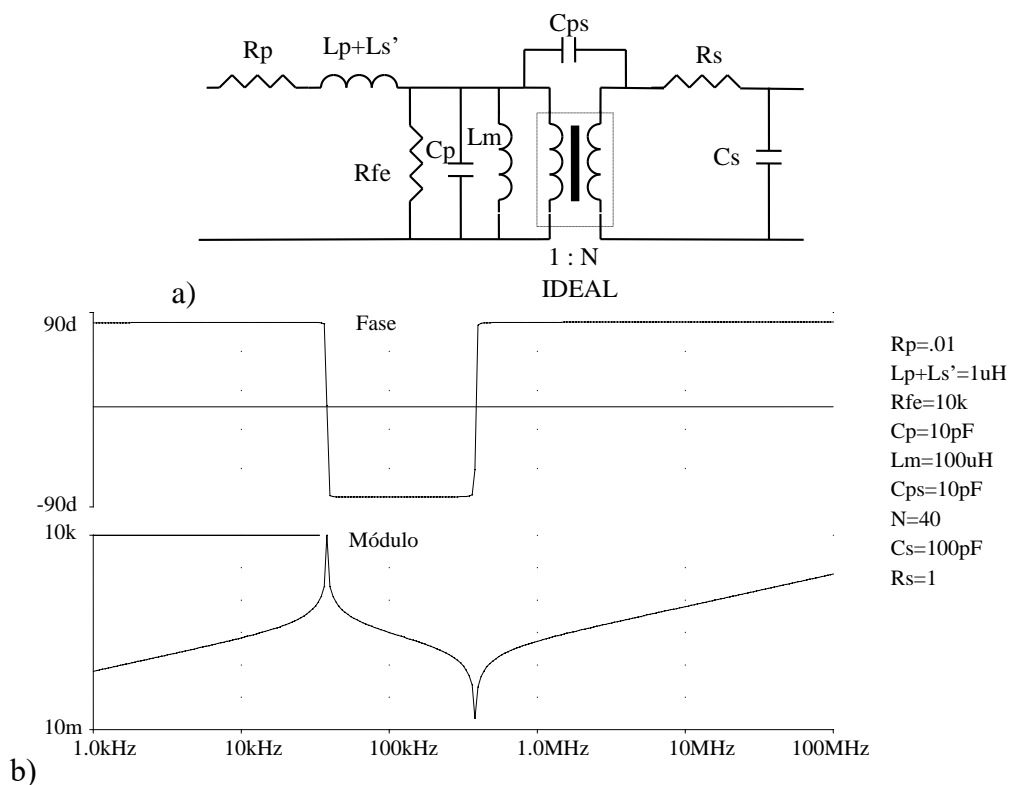 Cps
Rp
Lp+Ls’
Rs
Rfe
Cp
Lm
Cs
1 : N
IDEAL
a)
90d
Fase
-90d
10k
Módulo
10m
1.0kHz 10kHz 100kHz 1.0MHz 10MHz 100MHz
Rp=.01
Lp+Ls’=1uH
Rfe=10k
Cp=10pF
Lm=100uH
Cps=10pF
N=40
Cs=100pF
Rs=1
b)